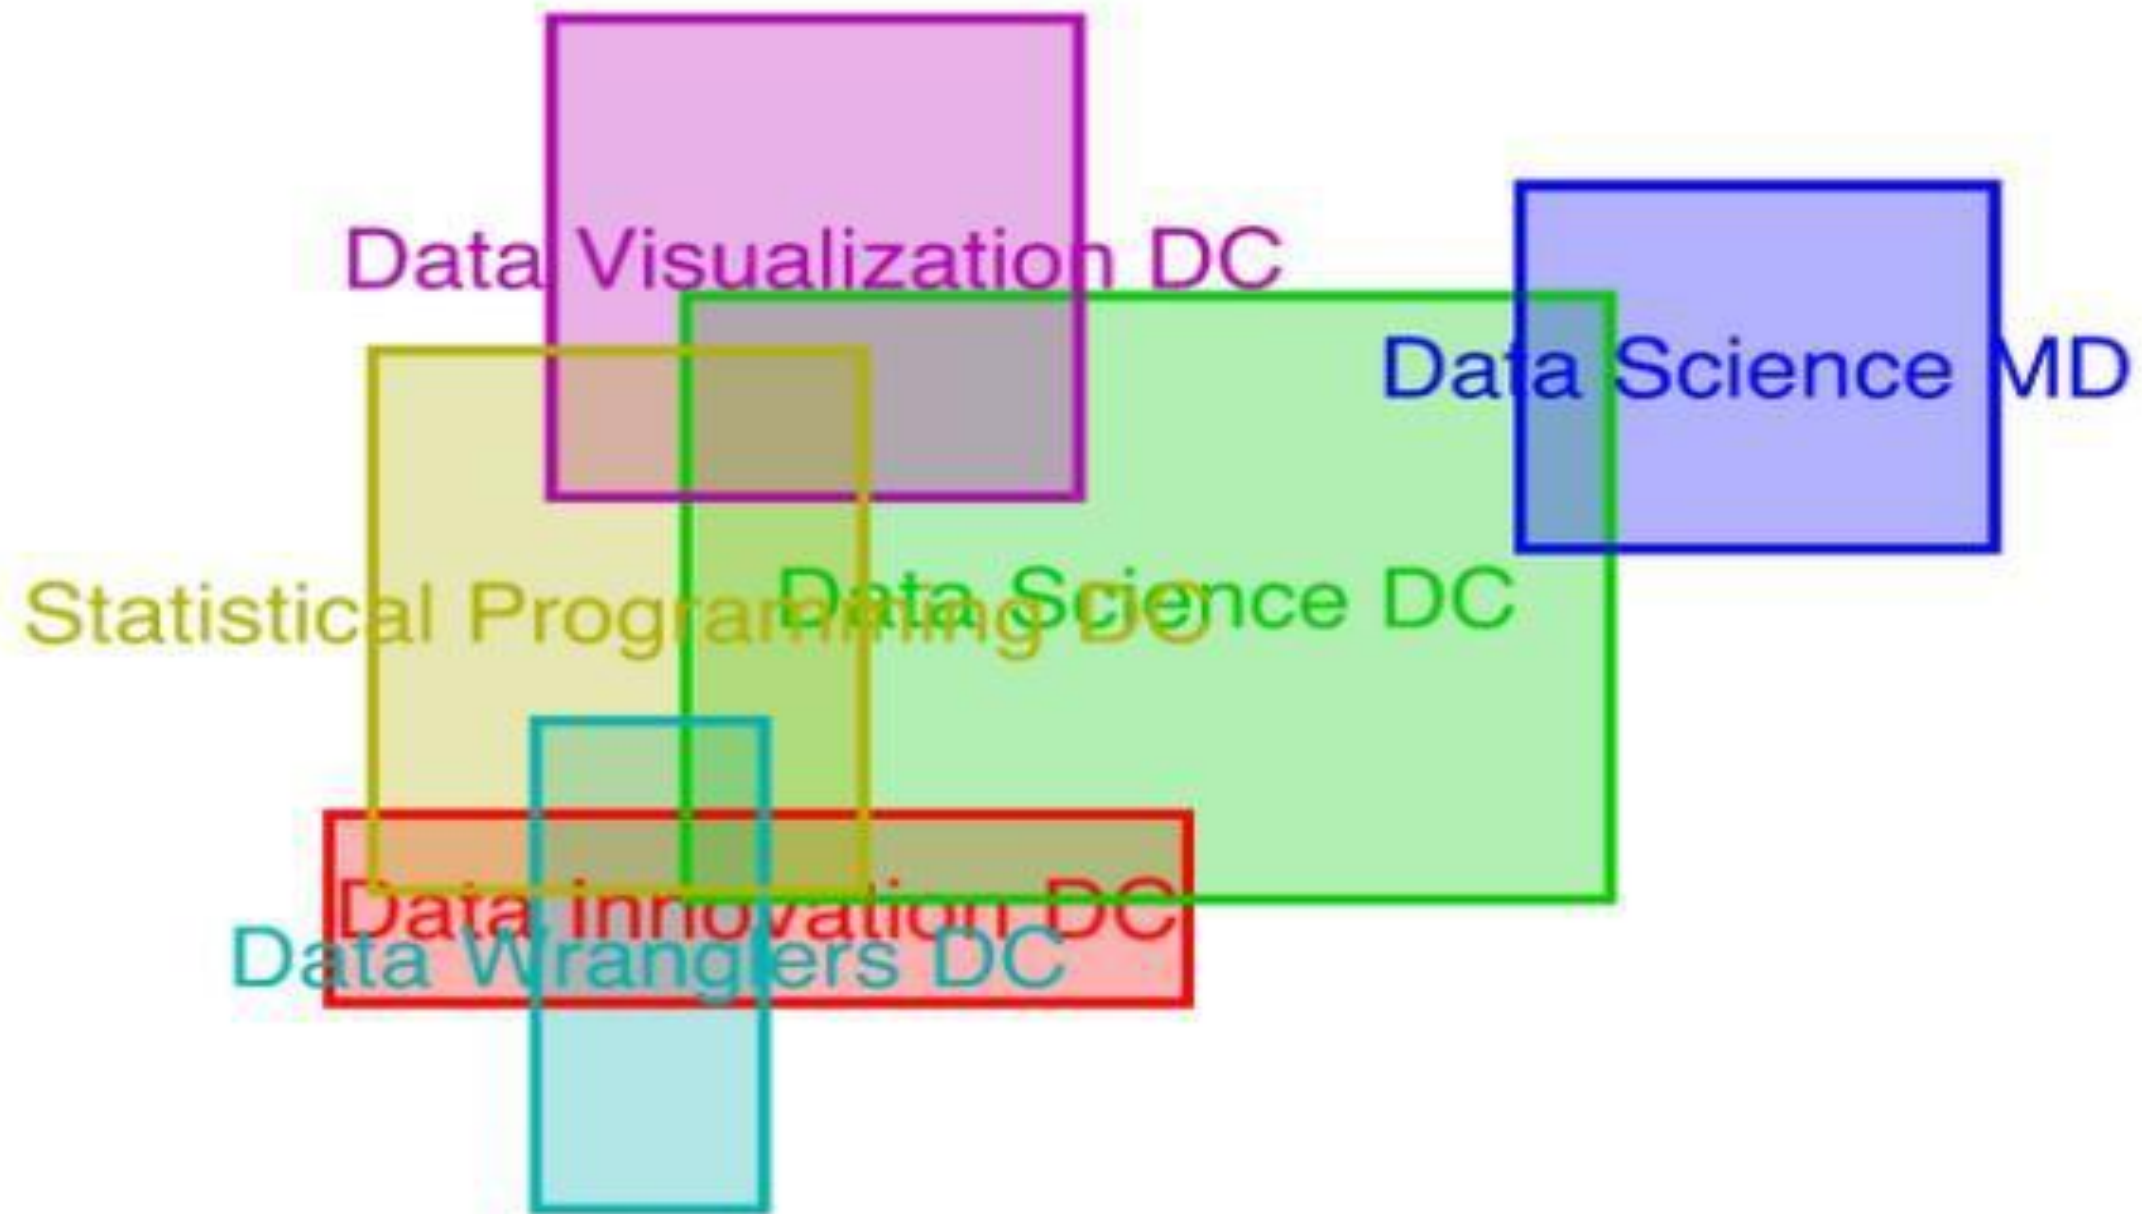 Data Visualization DC
Data Science MD
Data Science DC
Statistical Programming DC
Data Innovation DC
Data Wranglers DC